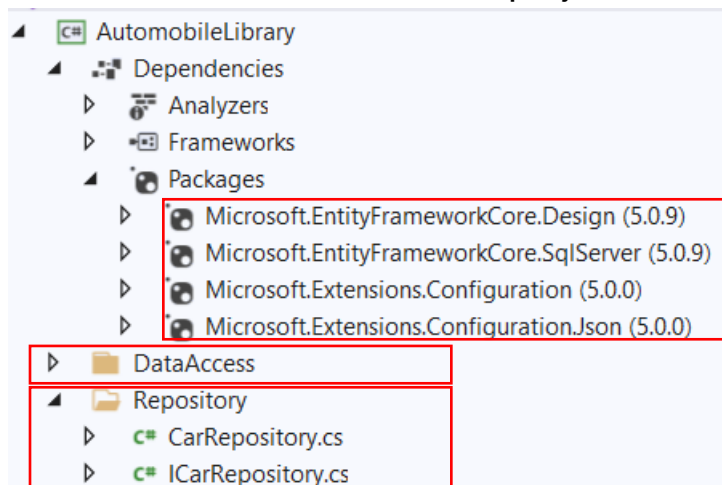 C# AutomobileLibrary
Dependencies
Analyzers
Frameworks
Packages
Microsoft.EntityFrameworkCore.Design (5.0.9)
Microsoft.EntityFrameworkCore.SqlServer (5.0.9)
Microsoft.Extensions.Configuration (5.0.0)
Microsoft.Extensions.Configuration.Json (5.0.0)
DataAccess
Repository
C# CarRepository.cs
C# ICarRepository.cs